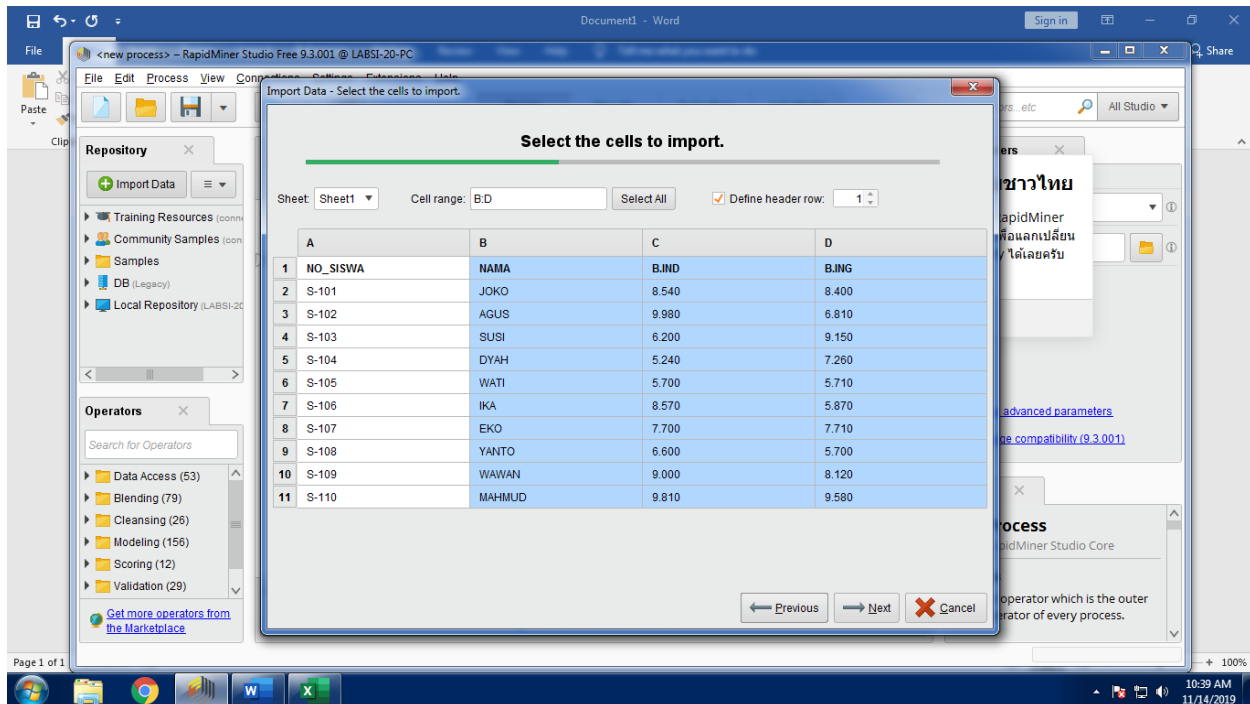 Document1 - Word
Sign in
File
Share
<new process> – RapidMiner Studio Free 9.3.001 @ LABSI-20-PC
File Edit Process View
Import Data - Select the cells to import.
Paste
Clip
All Studio
Repository
Import Data
Training Resources
Community Samples
Samples
DB (Legacy)
Local Repository (LABSI-20
Operators
Search for Operators
Data Access (53)
Blending (79)
Cleansing (26)
Modeling (156)
Scoring (12)
Validation (29)
Get more operators from
the Marketplace
Select the cells to import.
Sheet: Sheet1 Cell range: B:D Select All Define header row: 1
A B C D
1 NO_SISWA NAMA B.IND B.ING
2 S-101 JOKO 8.540 8.400
3 S-102 AGUS 9.980 6.810
4 S-103 SUSI 6.200 9.150
5 S-104 DYAH 5.240 7.260
6 S-105 WATI 5.700 5.710
7 S-106 IKA 8.570 5.870
8 S-107 EKO 7.700 7.710
9 S-108 YANTO 6.600 5.700
10 S-109 WAWAN 9.000 8.120
11 S-110 MAHMUD 9.810 9.580
Previous Next Cancel
ชาวไทย
apidMiner
ได้เลยครับ
advanced parameters
compatibility (9.3.001)
ocess
pidMiner Studio Core
operator which is the outer
erator of every process.
Page 1 of 1
100%
10:39 AM
11/14/2019